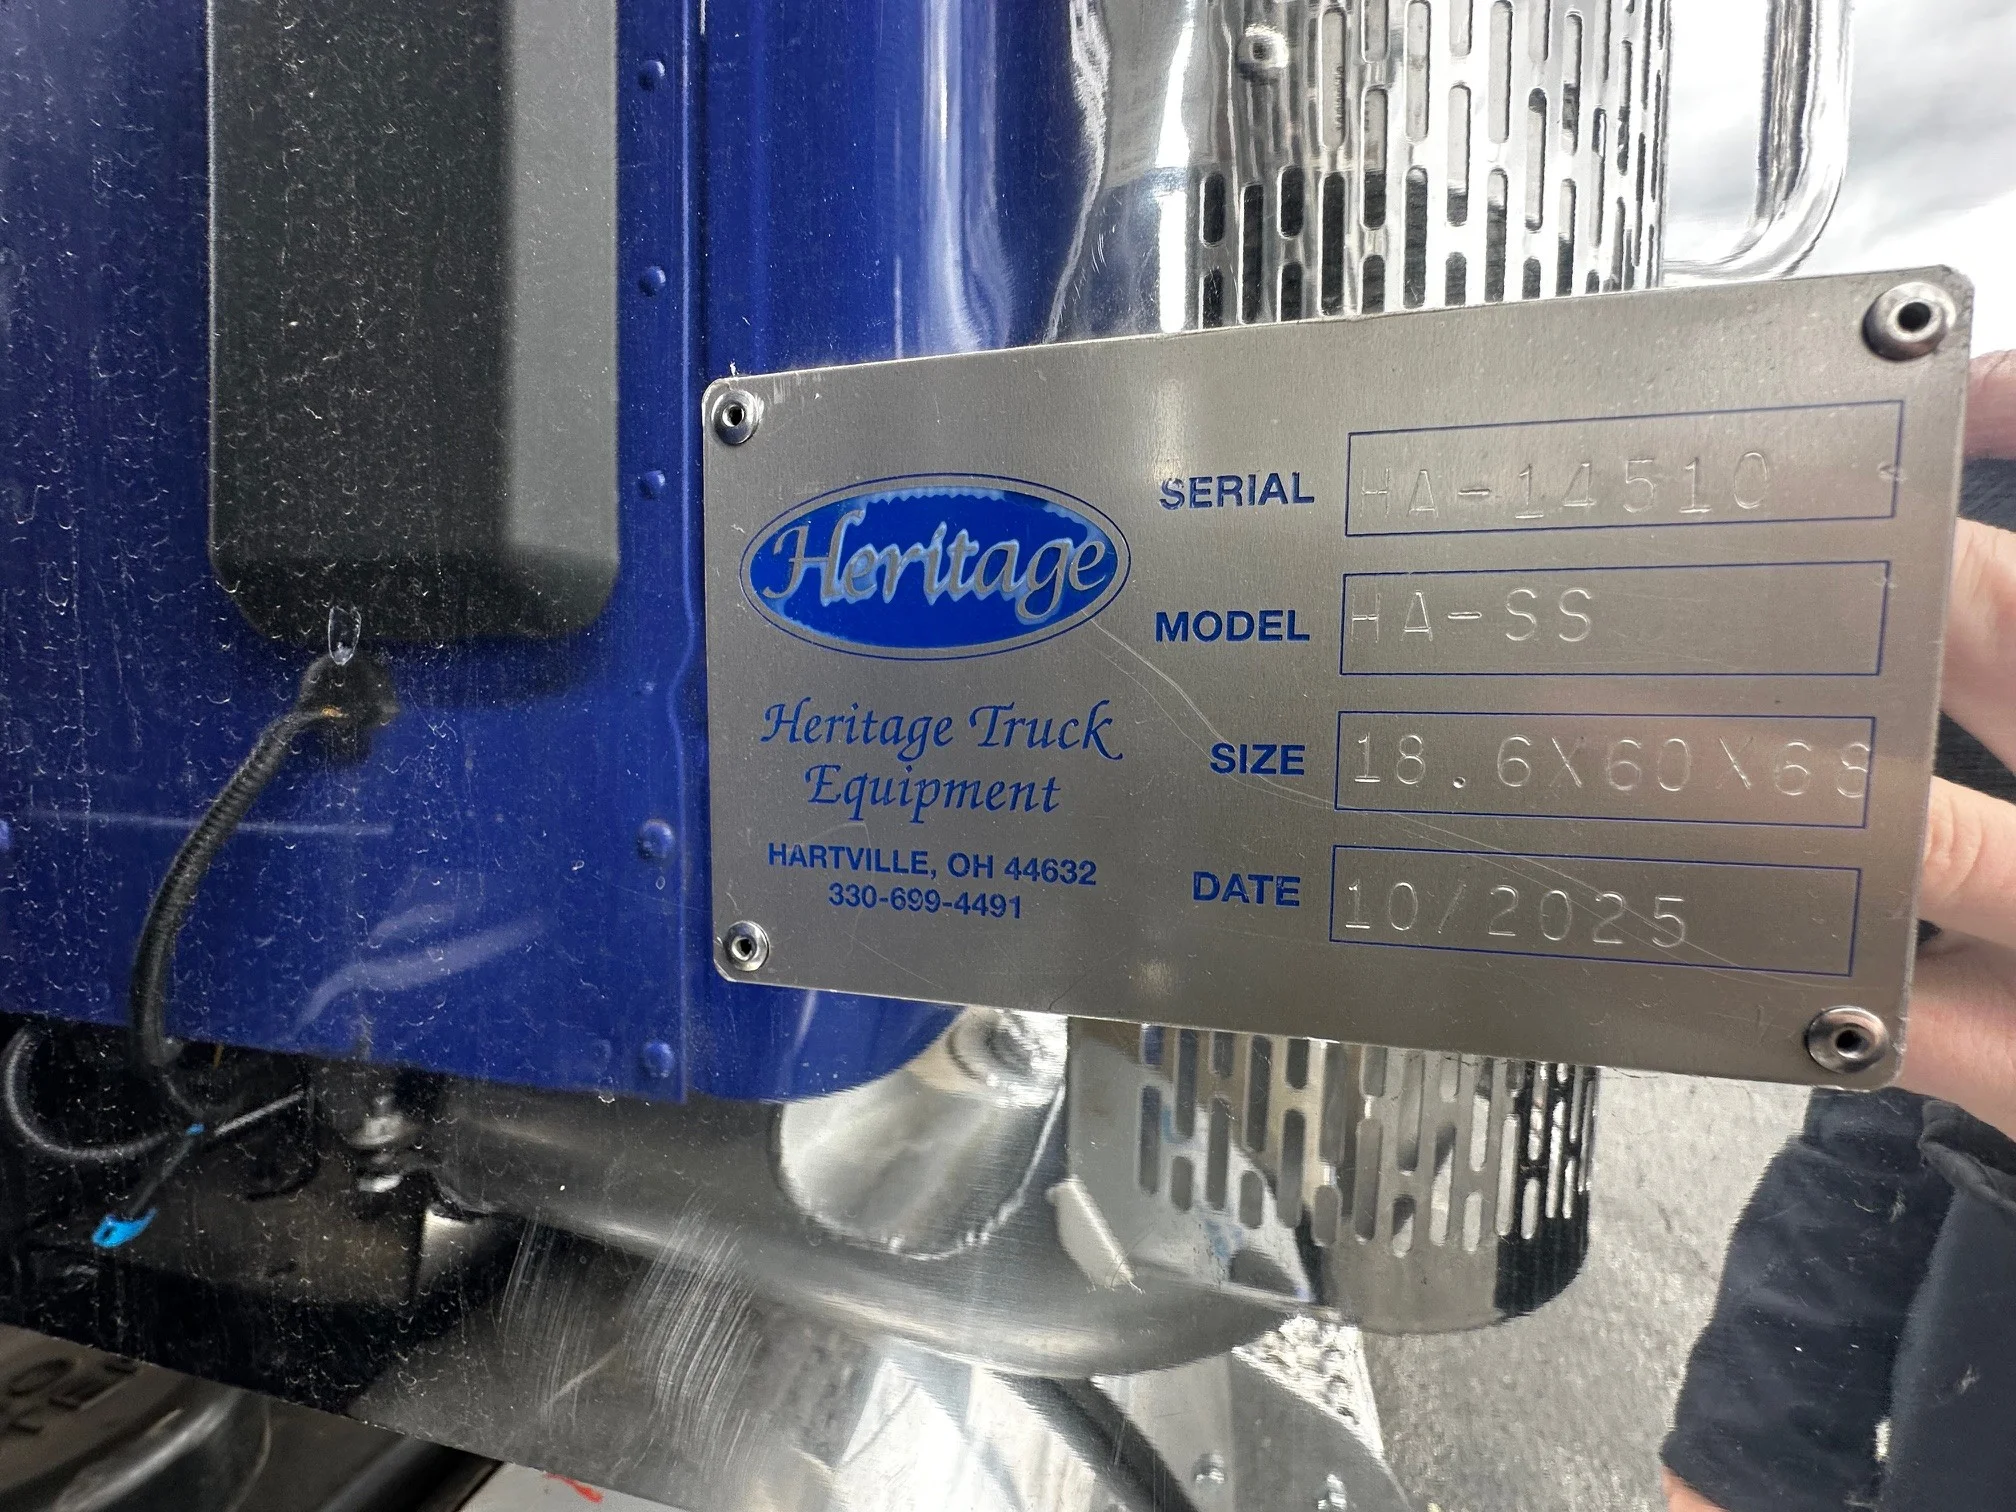 Heritage
Heritage Truck
Equipment
HARTVILLE, OH 44632
330-699-4491
SERIAL HA-14510
MODEL HA-SS
SIZE 18.6X60X68
DATE 10/2025